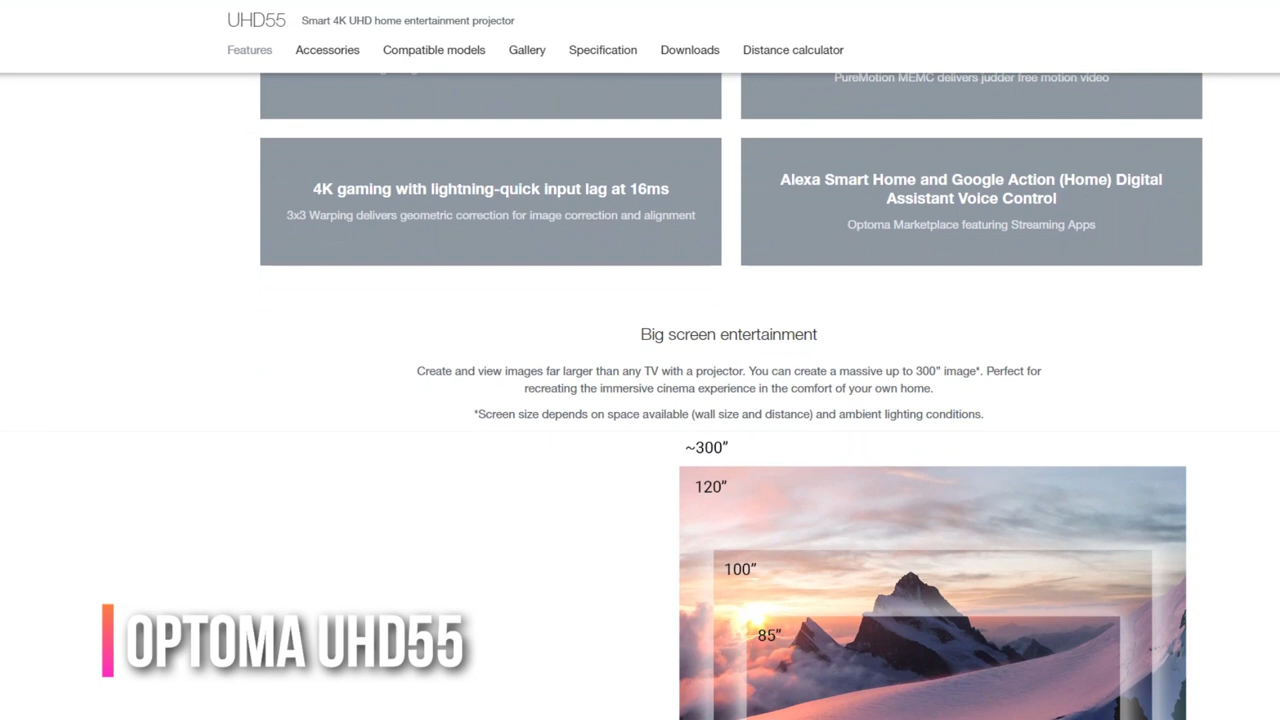 UHD55 Smart 4K UHD home entertainment projector
Features Accessories Compatible models Gallery Specification Downloads Distance calculator
PureMotion MEMC delivers judder free motion video
4K gaming with lightning-quick input lag at 16ms
3x3 Warping delivers geometric correction for image correction and alignment
Alexa Smart Home and Google Action (Home) Digital
Assistant Voice Control
Optoma Marketplace featuring Streaming Apps
Big screen entertainment
Create and view images far larger than any TV with a projector. You can create a massive up to 300" image*. Perfect for
recreating the immersive cinema experience in the comfort of your own home.
*Screen size depends on space available (wall size and distance) and ambient lighting conditions.
~300”
120”
100”
85”
OPTOMA UHD55